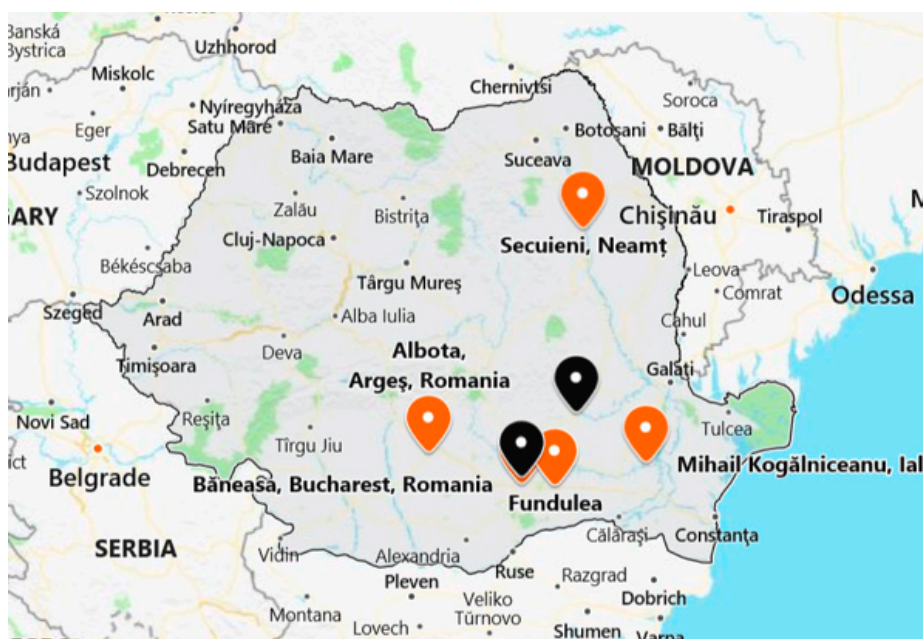 Banská
Bystrica
Uzhhorod
Miskolc
Chernivtsi
Soroca
Nyíregyháza
Satu Mare
Eger
Botoșani
Bălți
Budapest
Debrecen
Baia Mare
Suceava
MOLDOVA
Szolnok
Zalău
Bistrița
Chișinău
Tiraspol
GARY
Cluj-Napoca
Secuieni, Neamț
Békéscsaba
Târgu Mureș
Leova
Comrat
Odessa
Szeged
Arad
Alba Iulia
Cahul
Timișoara
Deva
Albota,
Argeș, Romania
Galați
Novi Sad
Reșița
Tîrgu Jiu
Tulcea
Belgrade
Băneasa, Bucharest, Romania
Mihail Kogălniceanu, Ial
Fundulea
SERBIA
Vidin
Alexandria
Călărași
Constanța
Pleven
Ruse
Razgrad
Dobrich
Montana
Veliko
Tŭrnovo
Lovech
Shumen
Varna